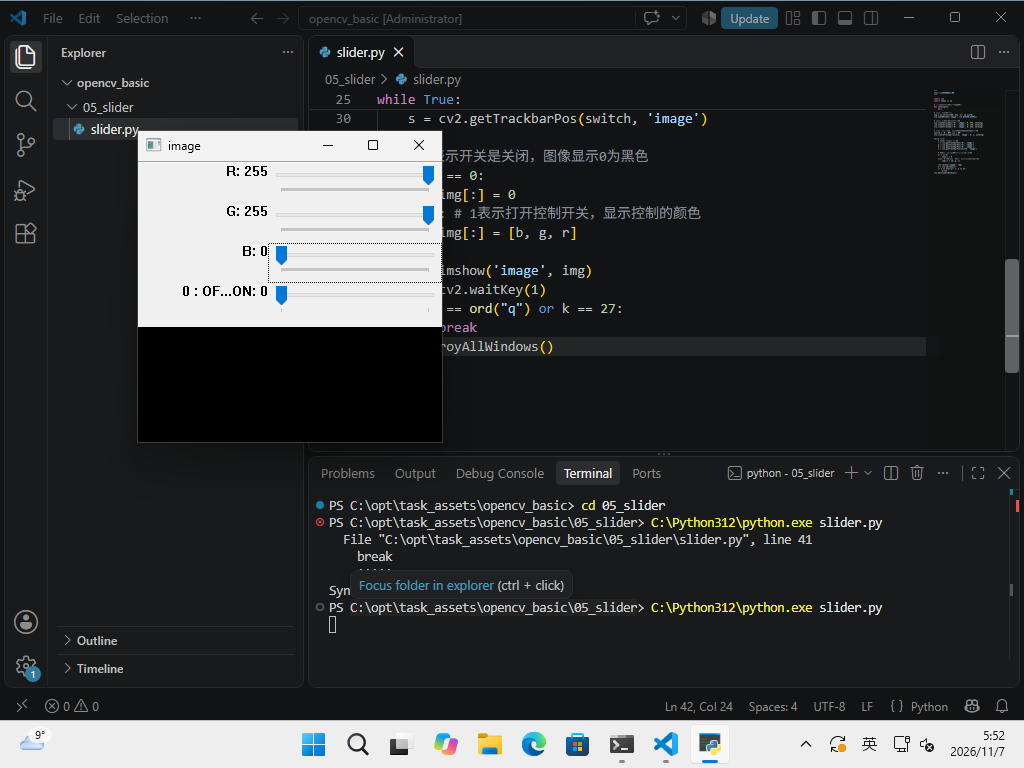 File Edit Selection ··· opencv_basic [Administrator] Update
Explorer ···
opencv_basic
05_slider
slider.py
slider.py
05_slider > slider.py
25 while True:
30 s = cv2.getTrackbarPos(switch, 'image')
示开关是关闭，图像显示0为黑色
== 0:
img[:] = 0
: # 1表示打开控制开关，显示控制的颜色
img[:] = [b, g, r]
imshow('image', img)
cv2.waitKey(1)
== ord("q") or k == 27:
break
royAllWindows()
image
R: 255
G: 255
B: 0
0 : OF...ON: 0
Problems Output Debug Console Terminal Ports python - 05_slider
PS C:\opt\task_assets\opencv_basic> cd 05_slider
PS C:\opt\task_assets\opencv_basic\05_slider> C:\Python312\python.exe slider.py
File "C:\opt\task_assets\opencv_basic\05_slider\slider.py", line 41
break
Syn
Focus folder in explorer (ctrl + click)
PS C:\opt\task_assets\opencv_basic\05_slider> C:\Python312\python.exe slider.py
Outline
Timeline
1
0 0 Ln 42, Col 24 Spaces: 4 UTF-8 LF { } Python
9°
英
5:52
2026/11/7